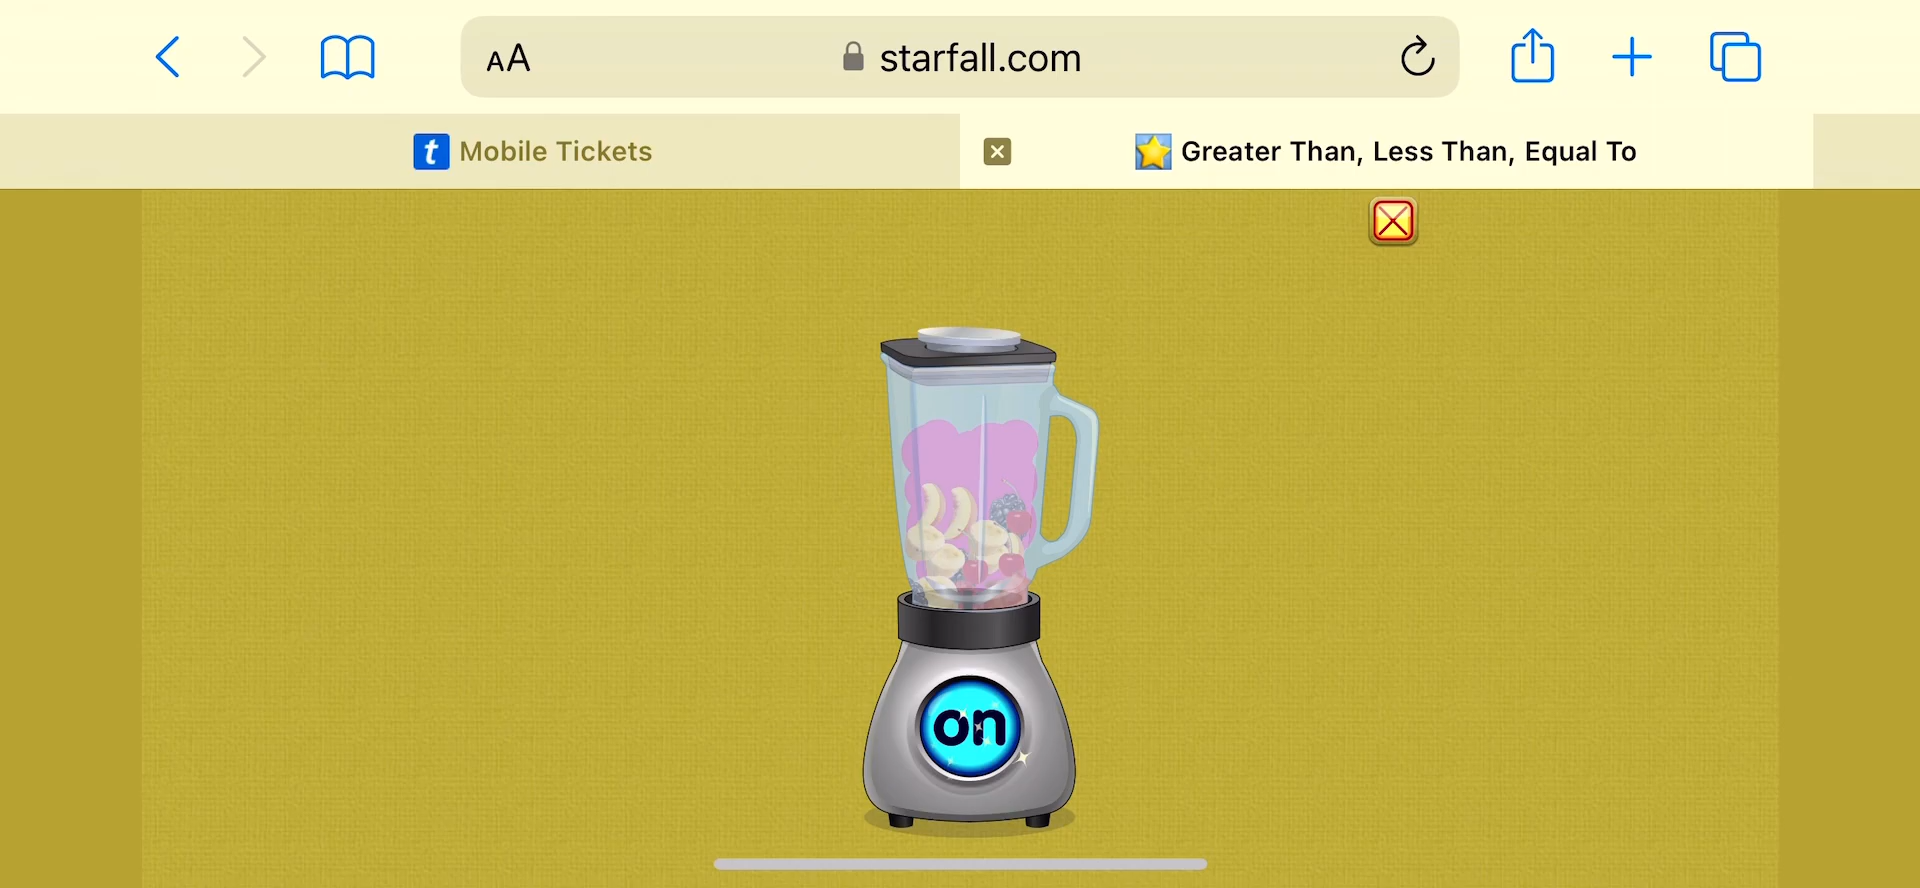 AA
starfall.com
t Mobile Tickets
Greater Than, Less Than, Equal To
on